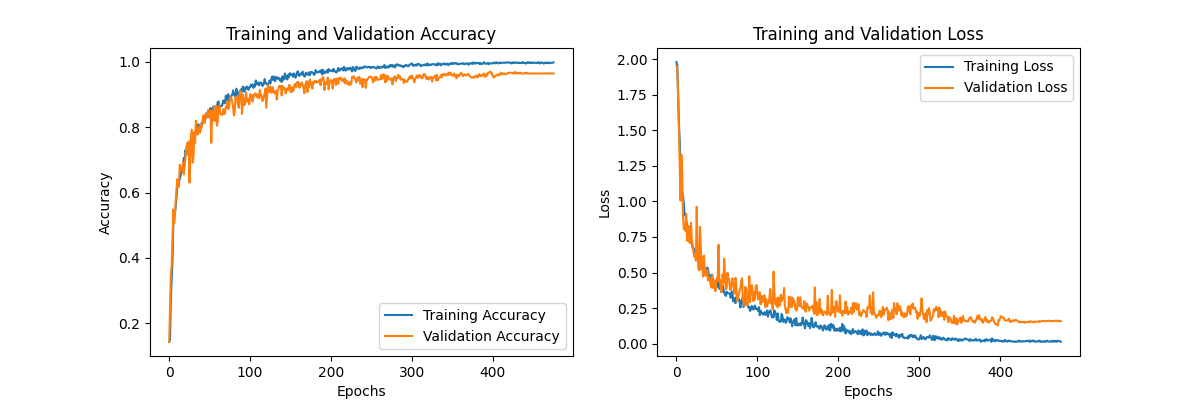 Training and Validation Accuracy
1.0
0.8
0.6
0.4
0.2
Accuracy
0
100
200
300
400
Epochs
Training Accuracy
Validation Accuracy
Training and Validation Loss
2.00
1.75
1.50
1.25
1.00
0.75
0.50
0.25
0.00
Loss
0
100
200
300
400
Epochs
Training Loss
Validation Loss